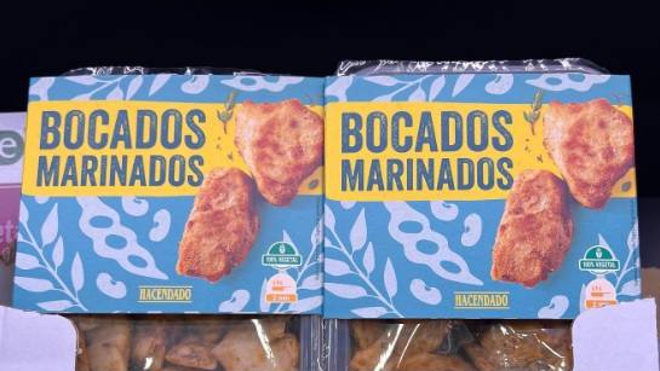 BOCADOS
MARINADOS
100% VEGETAL
HACENDADO
BOCADOS
MARINADOS
100% VEGETAL
HACENDADO